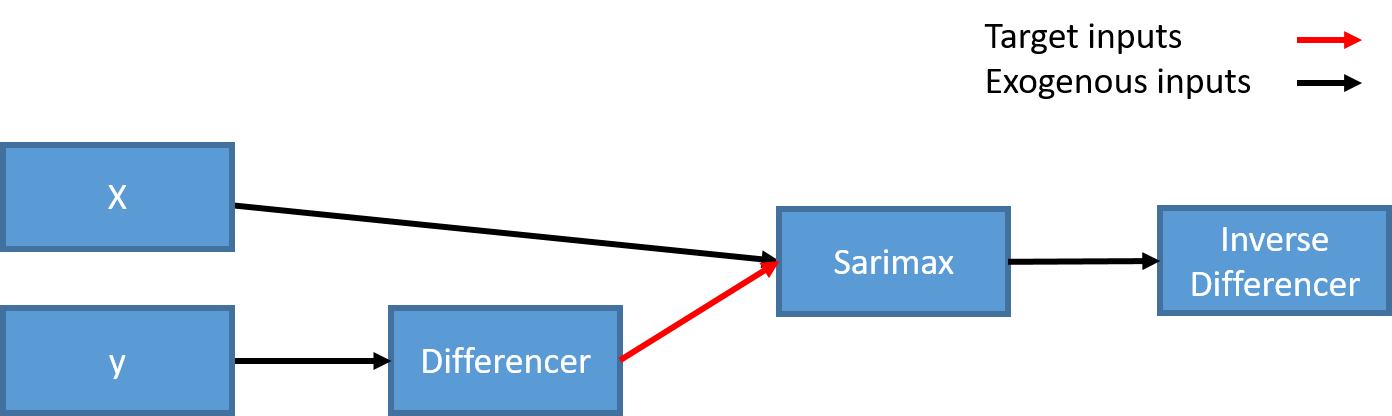 Target inputs
Exogenous inputs
X
y
Differencer
Sarimax
Inverse
Differencer